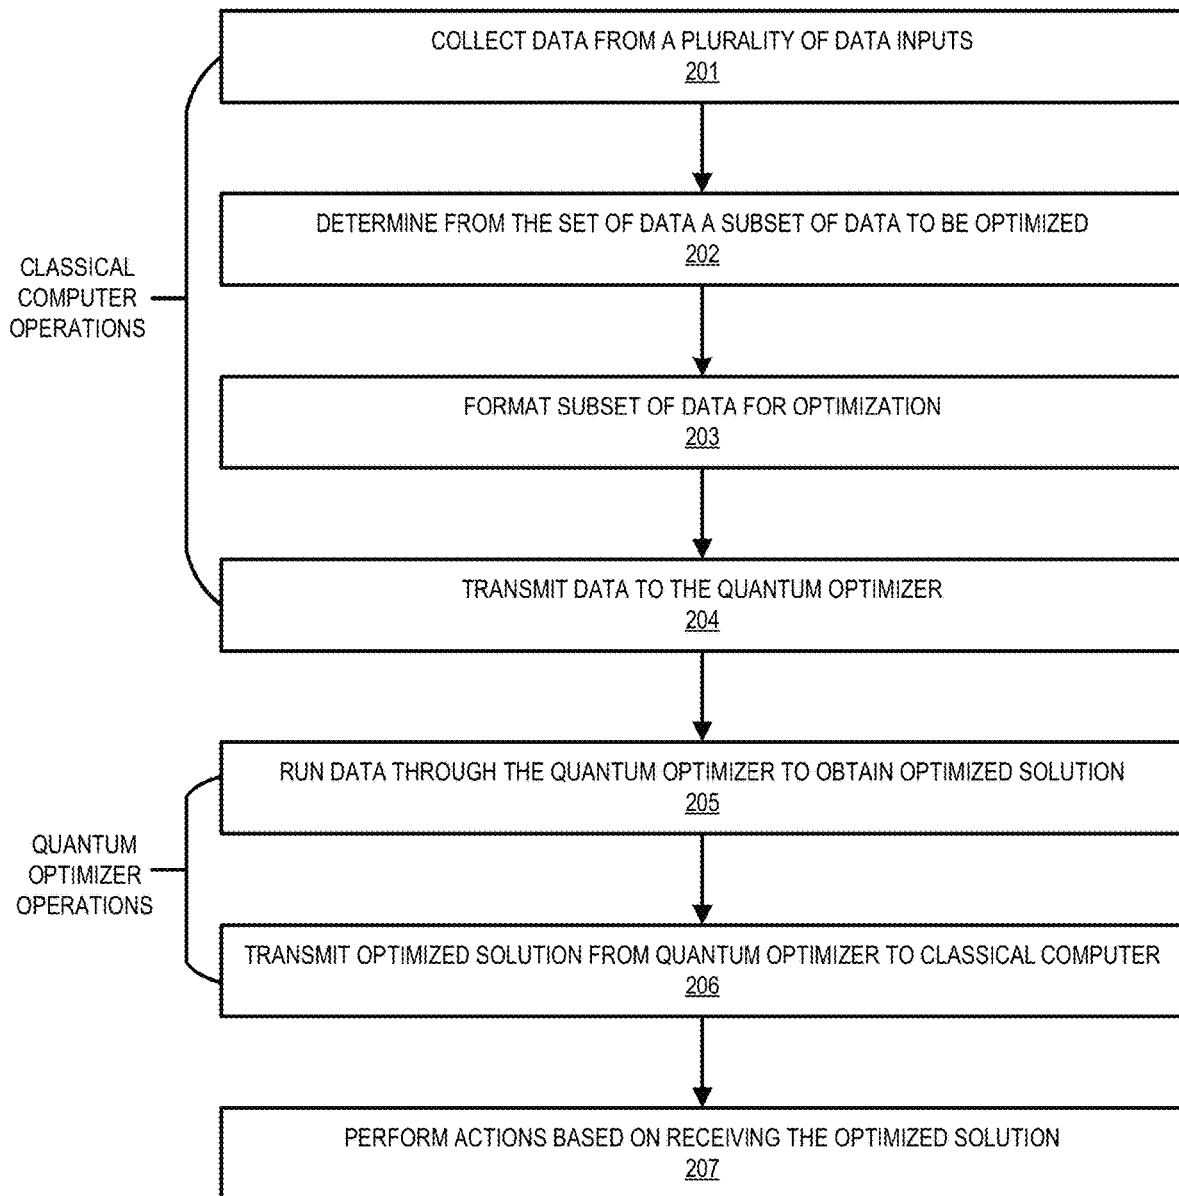 COLLECT DATA FROM A PLURALITY OF DATA INPUTS
201
DETERMINE FROM THE SET OF DATA A SUBSET OF DATA TO BE OPTIMIZED
202
CLASSICAL
COMPUTER
OPERATIONS
FORMAT SUBSET OF DATA FOR OPTIMIZATION
203
TRANSMIT DATA TO THE QUANTUM OPTIMIZER
204
RUN DATA THROUGH THE QUANTUM OPTIMIZER TO OBTAIN OPTIMIZED SOLUTION
205
QUANTUM
OPTIMIZER
OPERATIONS
TRANSMIT OPTIMIZED SOLUTION FROM QUANTUM OPTIMIZER TO CLASSICAL COMPUTER
206
PERFORM ACTIONS BASED ON RECEIVING THE OPTIMIZED SOLUTION
207